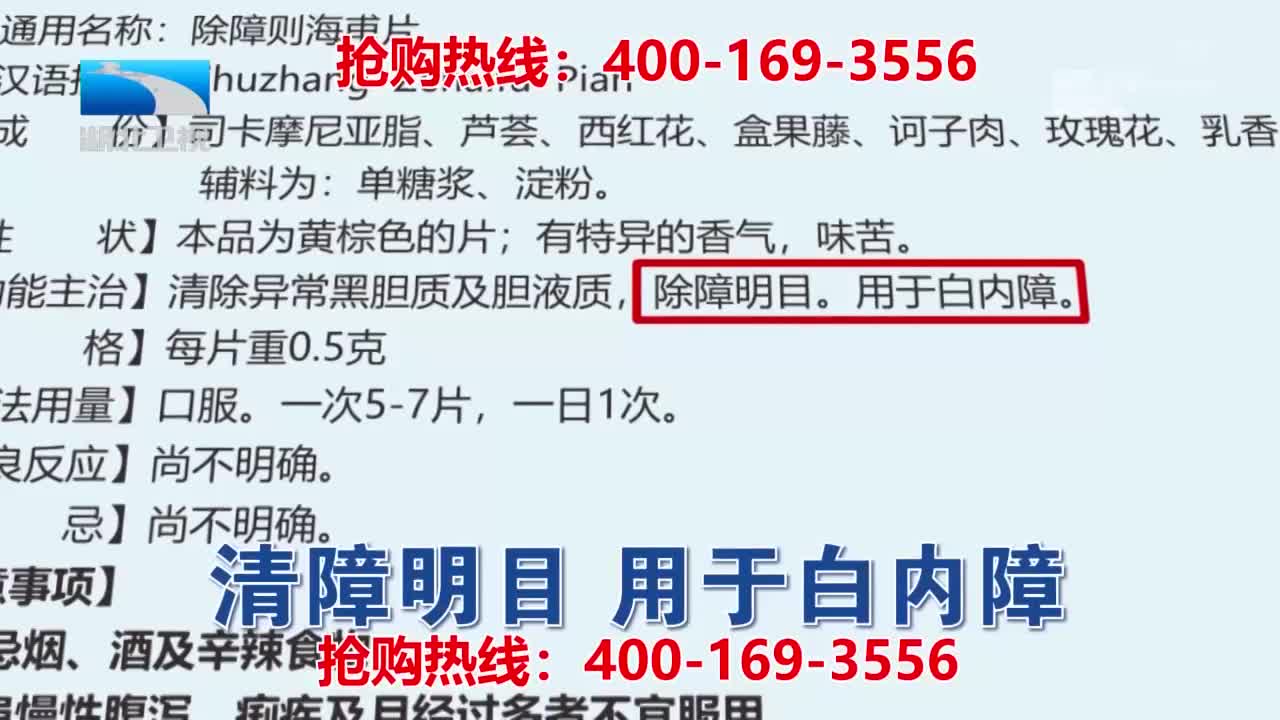 通用名称：除障则海甫片
抢购热线：400-169-3556
汉语 huzhang Zehaifu Pian
湖北卫视
成 份】司卡摩尼亚脂、芦荟、西红花、盒果藤、诃子肉、玫瑰花、乳香
辅料为：单糖浆、淀粉。
性 状】本品为黄棕色的片；有特异的香气，味苦。
功能主治】清除异常黑胆质及胆液质，除障明目。用于白内障。
格】每片重0.5克
法用量】口服。一次5-7片，一日1次。
良反应】尚不明确。
忌】尚不明确。
清障明目 用于白内障
意事项】
忌烟、酒及辛辣食物
抢购热线：400-169-3556
慢性腹泻、痢疾及月经过多者不宜服用